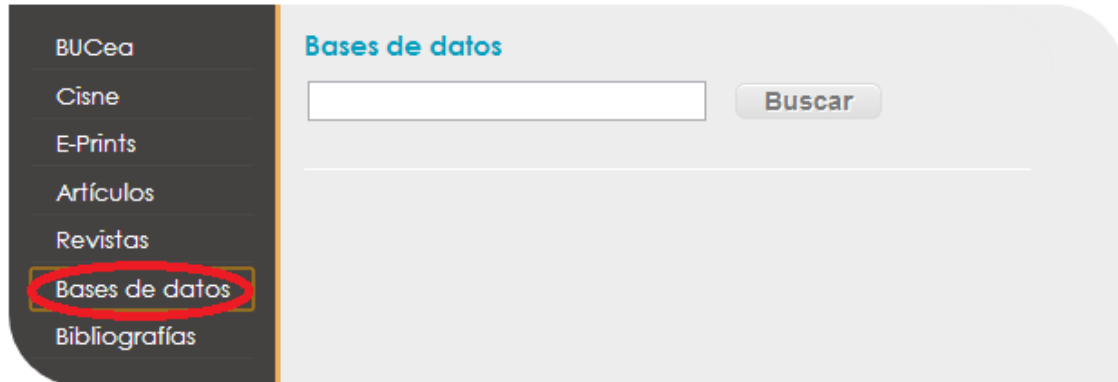 BUCea
Cisne
E-Prints
Artículos
Revistas
Bases de datos
Bibliografías
Bases de datos
Buscar